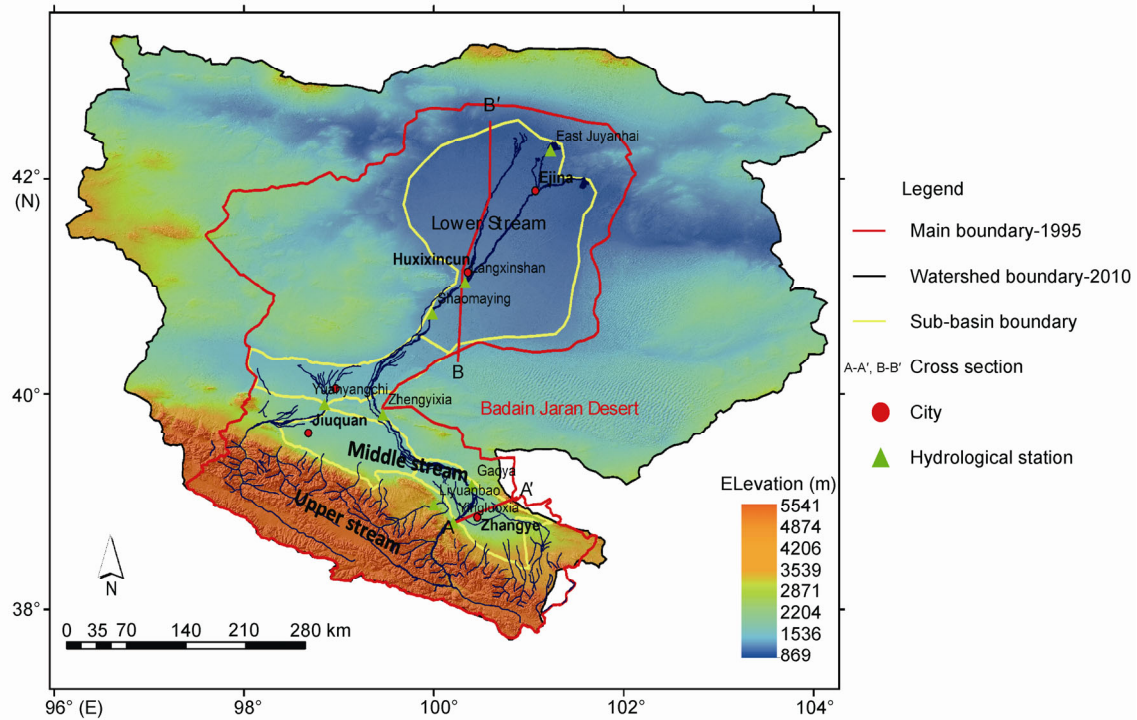 B′
East Juyanhai
42°
(N)
Ejina
Lower Stream
Huxixincun
Langxinshan
Shaomaying
B
40°
Yuanyangchi
Zhengyixia
Badain Jaran Desert
Jiuquan
Middle stream
Gaoya
Liyuanbao
A′
Yingluoxia
A
Zhangye
Upper stream
N
38°
0 35 70 140 210 280 km
96° (E) 98° 100° 102° 104°
Legend
Main boundary-1995
Watershed boundary-2010
Sub-basin boundary
A-A′, B-B′ Cross section
City
Hydrological station
ELevation (m)
5541
4874
4206
3539
2871
2204
1536
869